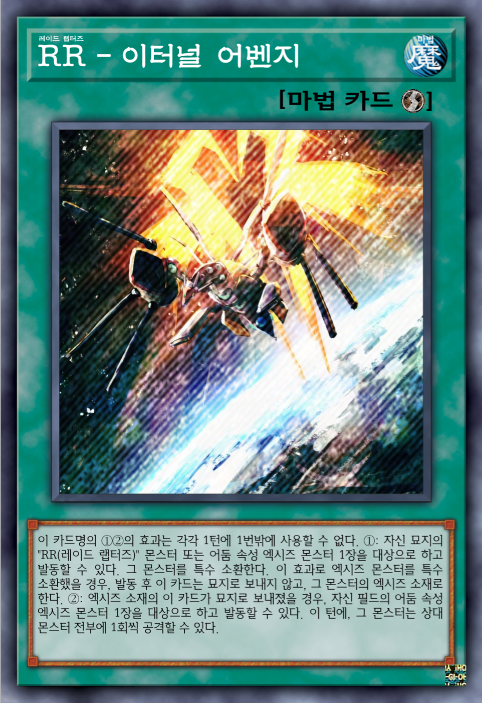 레이드 랩터즈
RR - 이터널 어벤지
마법
魔
[마법 카드]
이 카드명의 ①②의 효과는 각각 1턴에 1번밖에 사용할 수 없다. ①: 자신 묘지의
"RR(레이드 랩터즈)" 몬스터 또는 어둠 속성 엑시즈 몬스터 1장을 대상으로 하고
발동할 수 있다. 그 몬스터를 특수 소환한다. 이 효과로 엑시즈 몬스터를 특수
소환했을 경우, 발동 후 이 카드는 묘지로 보내지 않고, 그 몬스터의 엑시즈 소재로
한다. ②: 엑시즈 소재의 이 카드가 묘지로 보내졌을 경우, 자신 필드의 어둠 속성
엑시즈 몬스터 1장을 대상으로 하고 발동할 수 있다. 이 턴에, 그 몬스터는 상대
몬스터 전부에 1회씩 공격할 수 있다.